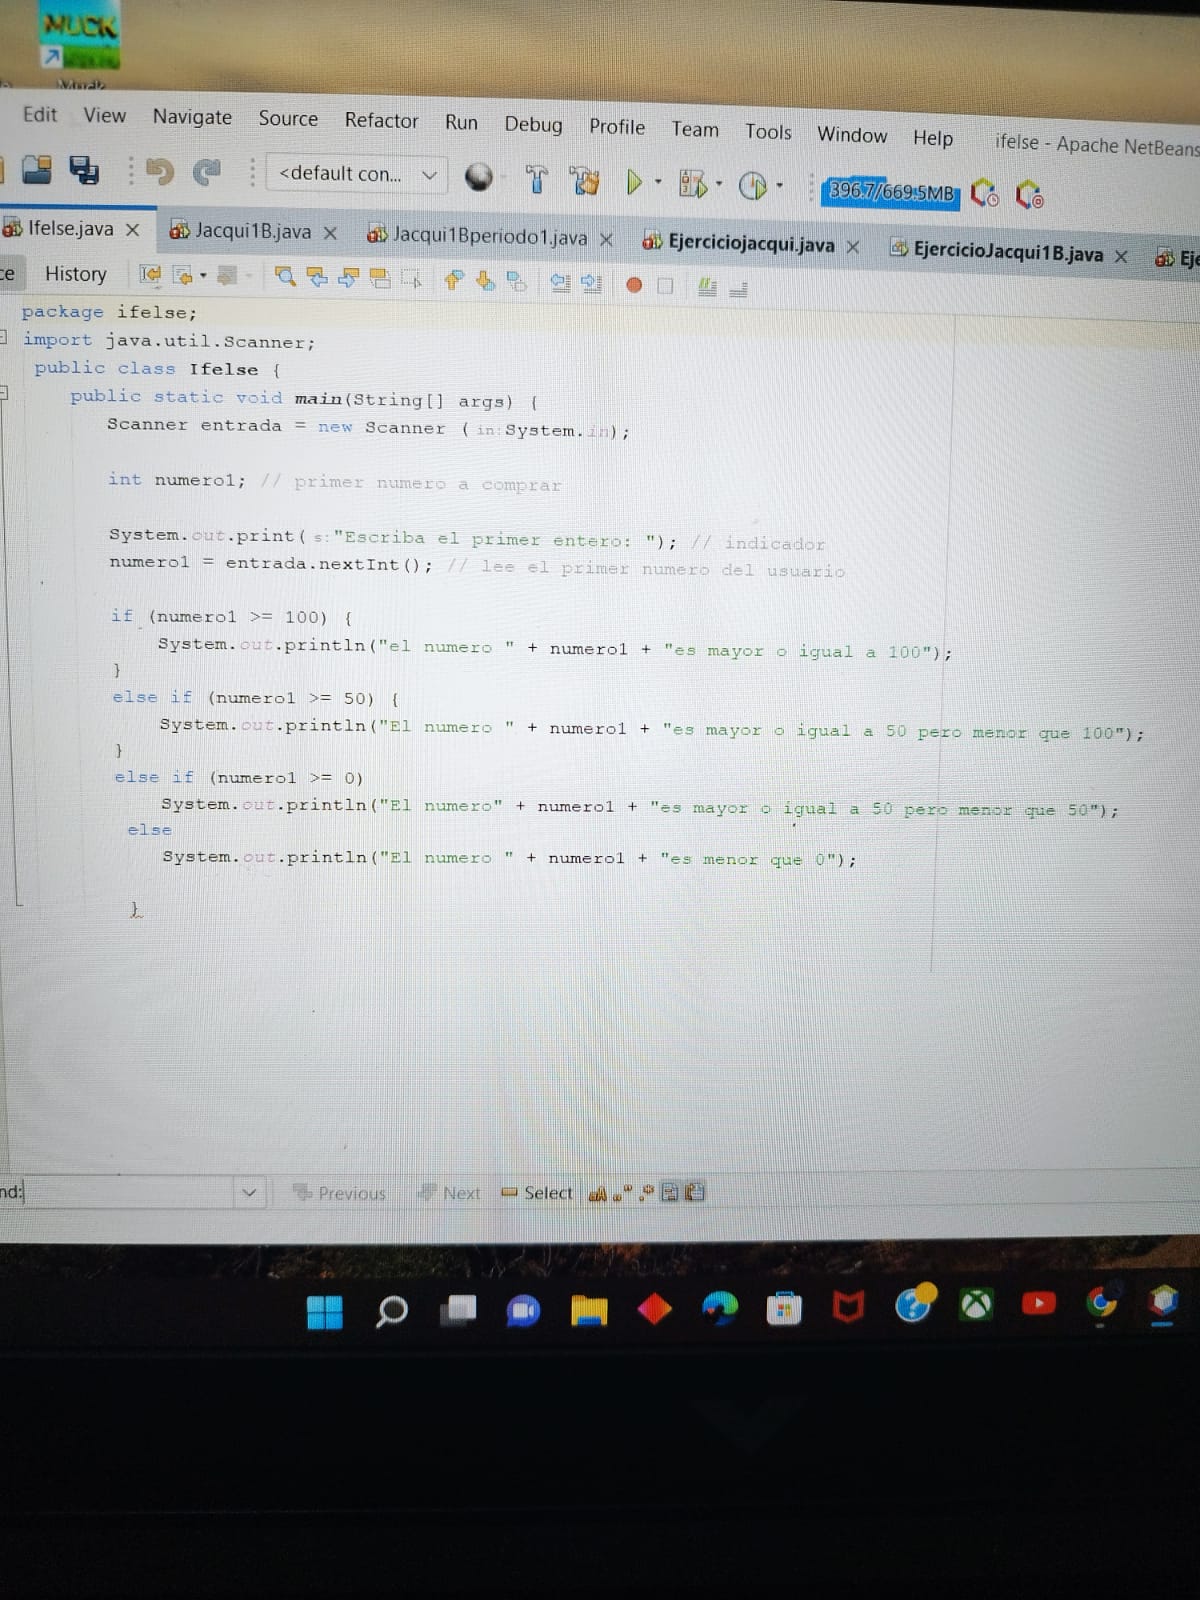 MUCK
Muck
Edit View Navigate Source Refactor Run Debug Profile Team Tools Window Help ifelse - Apache NetBeans
<default con... 396.7/669.5MB
Ifelse.java Jacqui1B.java Jacqui1Bperiodo1.java Ejerciciojacqui.java EjercicioJacqui1B.java Eje
ce History
package ifelse;
import java.util.Scanner;
public class Ifelse {
public static void main(String[] args) {
Scanner entrada = new Scanner ( in: System.in);
int numero1; // primer numero a comprar
System.out.print( s: "Escriba el primer entero: "); // indicador
numero1 = entrada.nextInt(); // lee el primer numero del usuario
if (numero1 >= 100) {
System.out.println("el numero " + numero1 + "es mayor o igual a 100");
}
else if (numero1 >= 50) {
System.out.println("El numero " + numero1 + "es mayor o igual a 50 pero menor que 100");
}
else if (numero1 >= 0)
System.out.println("El numero" + numero1 + "es mayor o igual a 50 pero menor que 50");
else
System.out.println("El numero " + numero1 + "es menor que 0");
}
nd: Previous Next Select